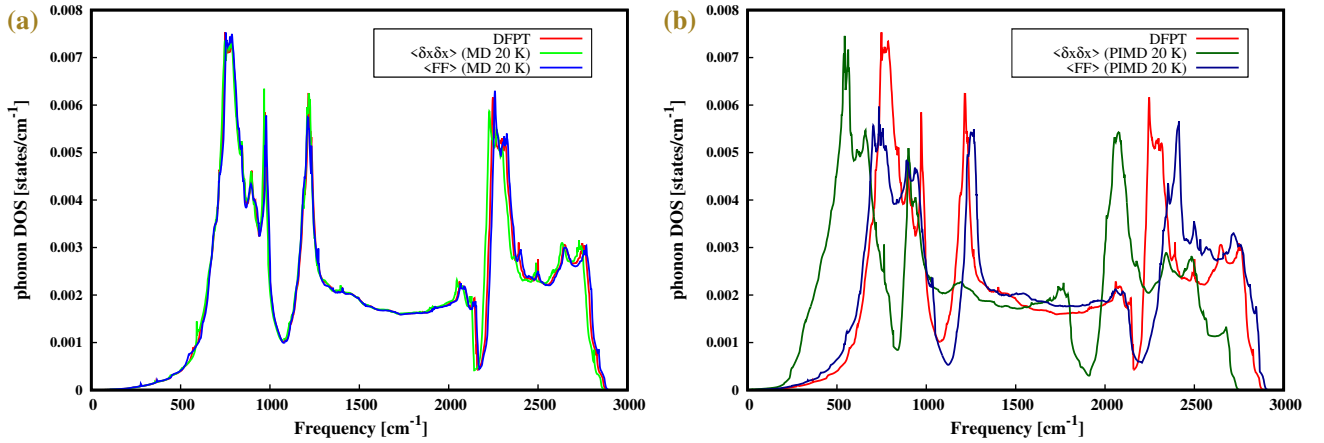 (a)
phonon DOS [states/cm⁻¹]
0.008
0.007
0.006
0.005
0.004
0.003
0.002
0.001
0
DFPT
<δxδx> (MD 20 K)
<FF> (MD 20 K)
0 500 1000 1500 2000 2500 3000
Frequency [cm⁻¹]
(b)
phonon DOS [states/cm⁻¹]
0.008
0.007
0.006
0.005
0.004
0.003
0.002
0.001
0
DFPT
<δxδx> (PIMD 20 K)
<FF> (PIMD 20 K)
0 500 1000 1500 2000 2500 3000
Frequency [cm⁻¹]